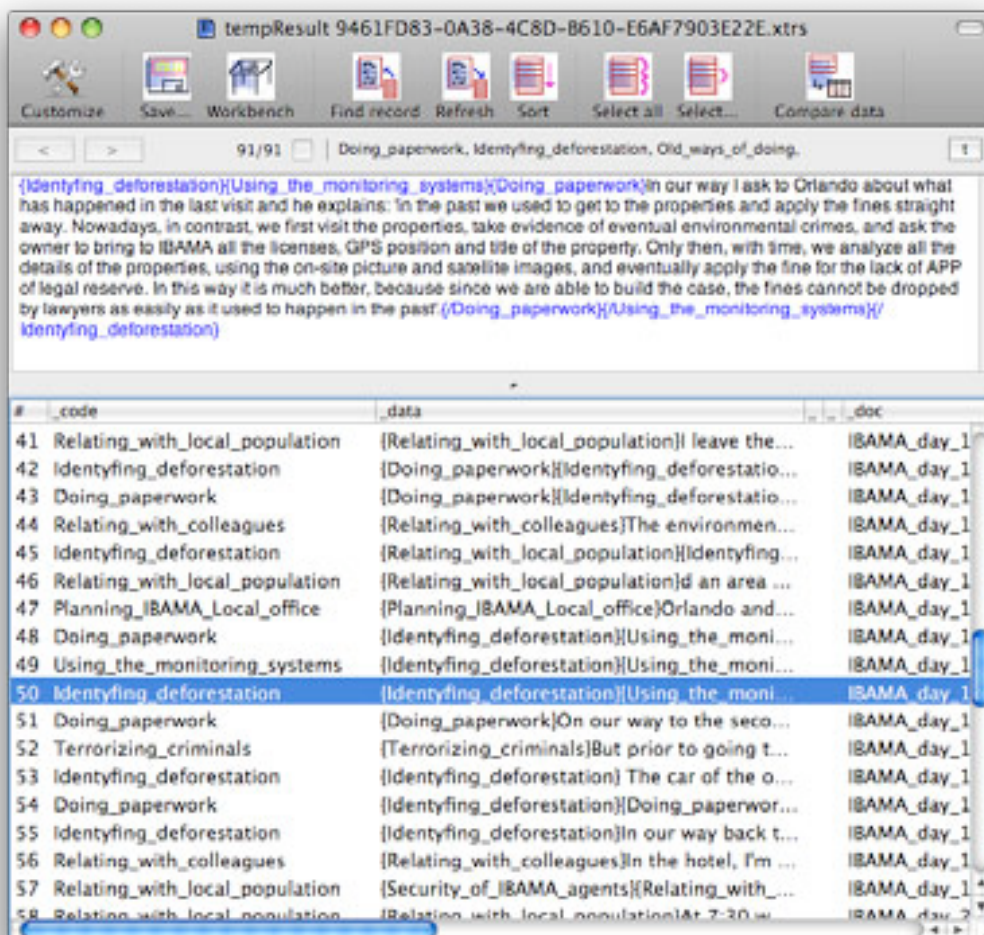 tempResult 9461FD83-0A38-4C8D-8610-E6AF7903E22E.xtrs
Customize Save... Workbench Find record Refresh Sort Select all Select... Compare data
< > 91/91 Doing_paperwork, Identyfing_deforestation, Old_ways_of_doing, t
{Identyfing_deforestation}{Using_the_monitoring_systems}{Doing_paperwork}In our way I ask to Orlando about what
has happened in the last visit and he explains: 'in the past we used to get to the properties and apply the fines straight
away. Nowadays, in contrast, we first visit the properties, take evidence of eventual environmental crimes, and ask the
owner to bring to IBAMA all the licenses, GPS position and title of the property. Only then, with time, we analyze all the
details of the properties, using the on-site picture and satellite images, and eventually apply the fine for the lack of APP
of legal reserve. In this way it is much better, because since we are able to build the case, the fines cannot be dropped
by lawyers as easily as it used to happen in the past'.{/Doing_paperwork}{/Using_the_monitoring_systems}{/
Identyfing_deforestation}
# _code _data _ _ _doc
41 Relating_with_local_population {Relating_with_local_population}I leave the... IBAMA_day_1
42 Identyfing_deforestation {Doing_paperwork}{Identyfing_deforestatio... IBAMA_day_1
43 Doing_paperwork {Doing_paperwork}{Identyfing_deforestatio... IBAMA_day_1
44 Relating_with_colleagues {Relating_with_colleagues}The environmen... IBAMA_day_1
45 Identyfing_deforestation {Relating_with_local_population}{Identyfing... IBAMA_day_1
46 Relating_with_local_population {Relating_with_local_population}d an area ... IBAMA_day_1
47 Planning_IBAMA_Local_office {Planning_IBAMA_Local_office}Orlando and... IBAMA_day_1
48 Doing_paperwork {Identyfing_deforestation}{Using_the_moni... IBAMA_day_1
49 Using_the_monitoring_systems {Identyfing_deforestation}{Using_the_moni... IBAMA_day_1
50 Identyfing_deforestation {Identyfing_deforestation}{Using_the_moni... IBAMA_day_1
51 Doing_paperwork {Doing_paperwork}On our way to the seco... IBAMA_day_1
52 Terrorizing_criminals {Terrorizing_criminals}But prior to going t... IBAMA_day_1
53 Identyfing_deforestation {Identyfing_deforestation} The car of the o... IBAMA_day_1
54 Doing_paperwork {Identyfing_deforestation}{Doing_paperwor... IBAMA_day_1
55 Identyfing_deforestation {Identyfing_deforestation}In our way back t... IBAMA_day_1
56 Relating_with_colleagues {Relating_with_colleagues}In the hotel, I'm ... IBAMA_day_1
57 Relating_with_local_population {Security_of_IBAMA_agents}{Relating_with_... IBAMA_day_1
58 Relating_with_local_population {Relating_with_local_population}At 7:30 w... IBAMA_day_2